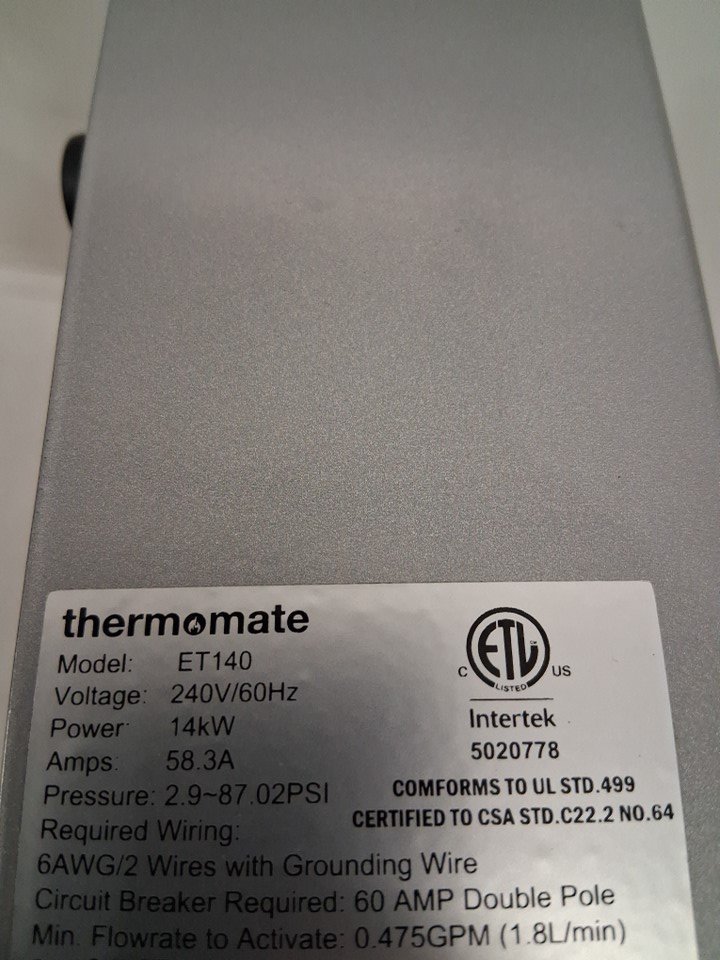 thermomate
Model: ET140
Voltage: 240V/60Hz
Power: 14kW
Amps: 58.3A
Pressure: 2.9~87.02PSI
Required Wiring:
6AWG/2 Wires with Grounding Wire
Circuit Breaker Required: 60 AMP Double Pole
Min. Flowrate to Activate: 0.475GPM (1.8L/min)
ETL
C US
LISTED
Intertek
5020778
COMFORMS TO UL STD.499
CERTIFIED TO CSA STD.C22.2 NO.64